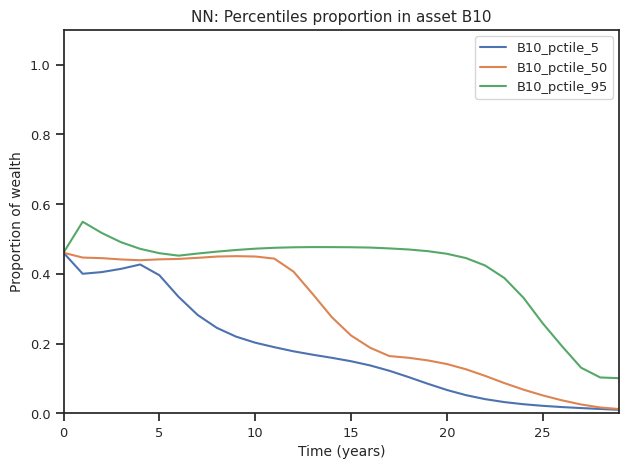 NN: Percentiles proportion in asset B10
B10_pctile_5
B10_pctile_50
B10_pctile_95
Proportion of wealth
1.0
0.8
0.6
0.4
0.2
0.0
0 5 10 15 20 25
Time (years)